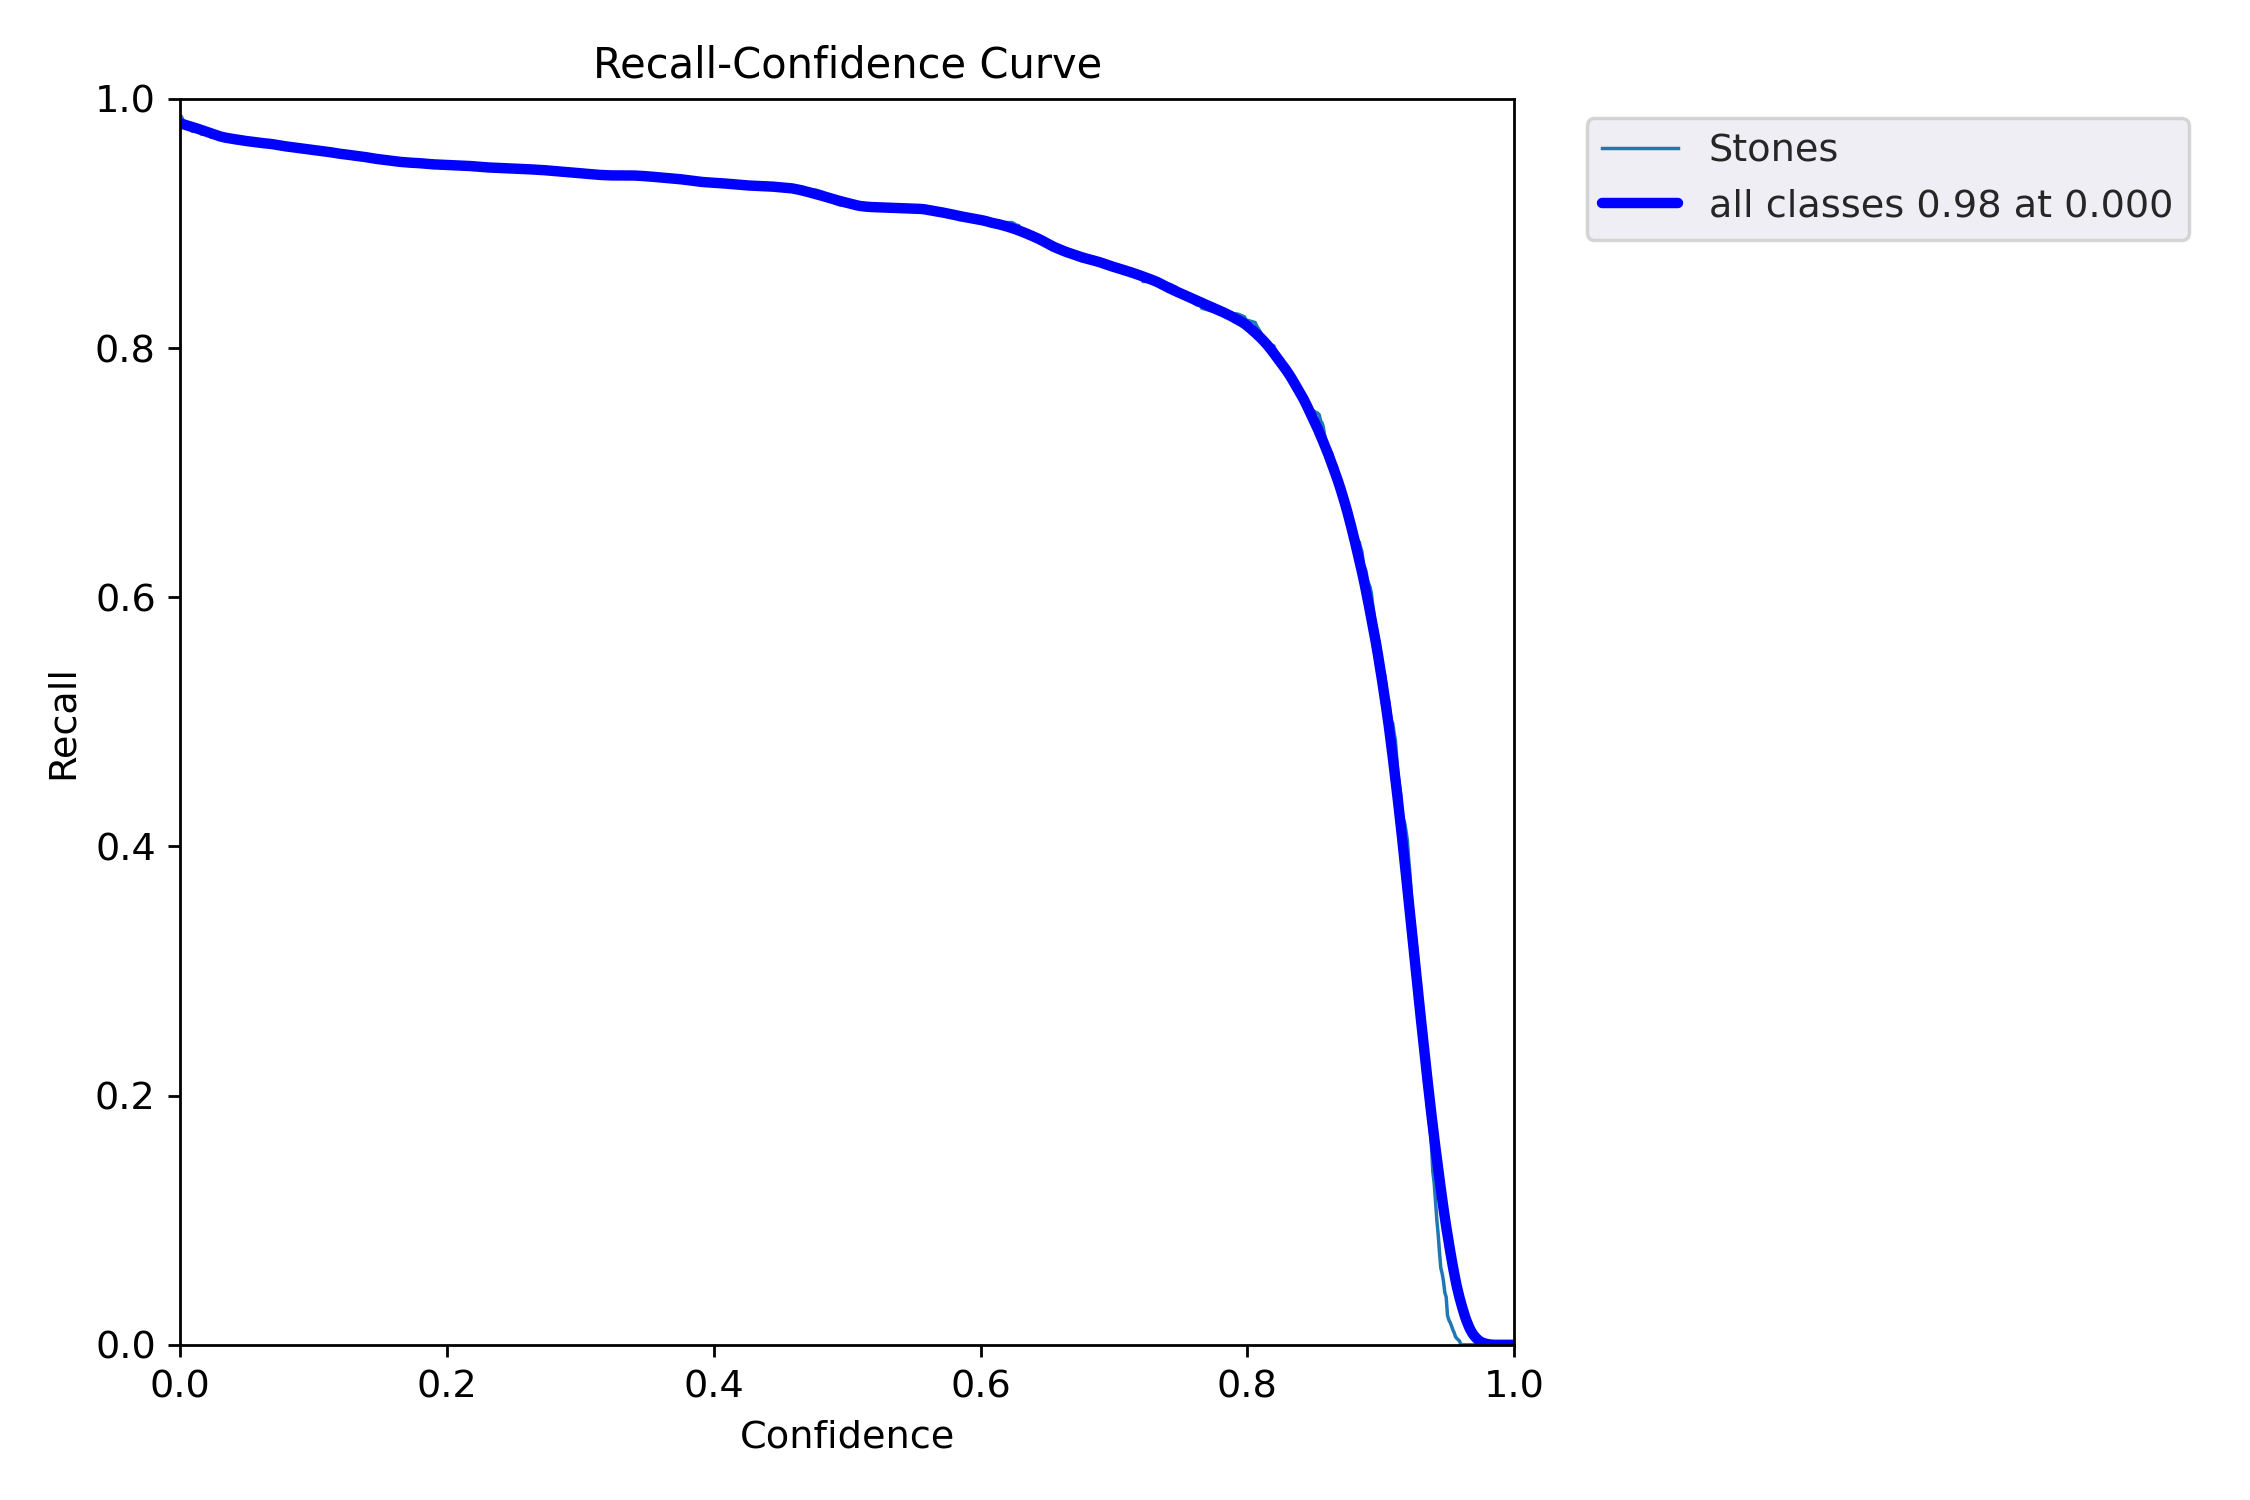 Recall-Confidence Curve
1.0
0.8
0.6
0.4
0.2
0.0
Recall
0.0 0.2 0.4 0.6 0.8 1.0
Confidence
Stones
all classes 0.98 at 0.000